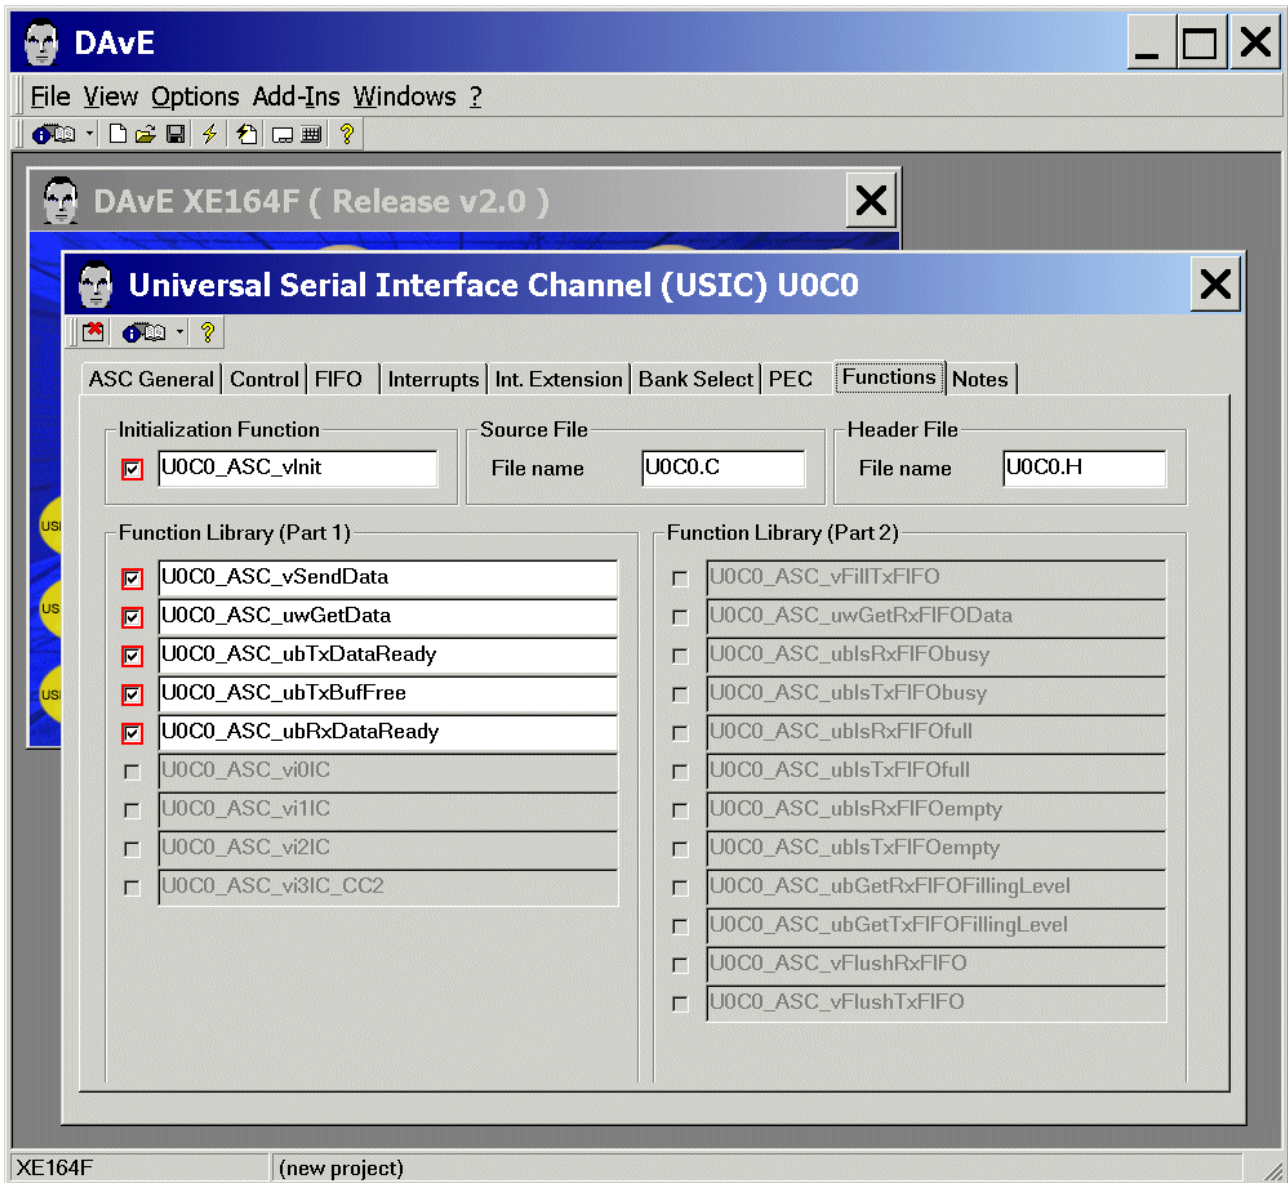 DAvE
File View Options Add-Ins Windows ?
DAvE XE164F ( Release v2.0 )
Universal Serial Interface Channel (USIC) U0C0
ASC General Control FIFO Interrupts Int. Extension Bank Select PEC Functions Notes
Initialization Function
U0C0_ASC_vInit
Source File
File name U0C0.C
Header File
File name U0C0.H
Function Library (Part 1)
U0C0_ASC_vSendData
U0C0_ASC_uwGetData
U0C0_ASC_ubTxDataReady
U0C0_ASC_ubTxBufFree
U0C0_ASC_ubRxDataReady
U0C0_ASC_vi0IC
U0C0_ASC_vi1IC
U0C0_ASC_vi2IC
U0C0_ASC_vi3IC_CC2
Function Library (Part 2)
U0C0_ASC_vFillTxFIFO
U0C0_ASC_uwGetRxFIFOData
U0C0_ASC_ubIsRxFIFObusy
U0C0_ASC_ubIsTxFIFObusy
U0C0_ASC_ubIsRxFIFOfull
U0C0_ASC_ubIsTxFIFOfull
U0C0_ASC_ubIsRxFIFOempty
U0C0_ASC_ubIsTxFIFOempty
U0C0_ASC_ubGetRxFIFOFillingLevel
U0C0_ASC_ubGetTxFIFOFillingLevel
U0C0_ASC_vFlushRxFIFO
U0C0_ASC_vFlushTxFIFO
XE164F (new project)